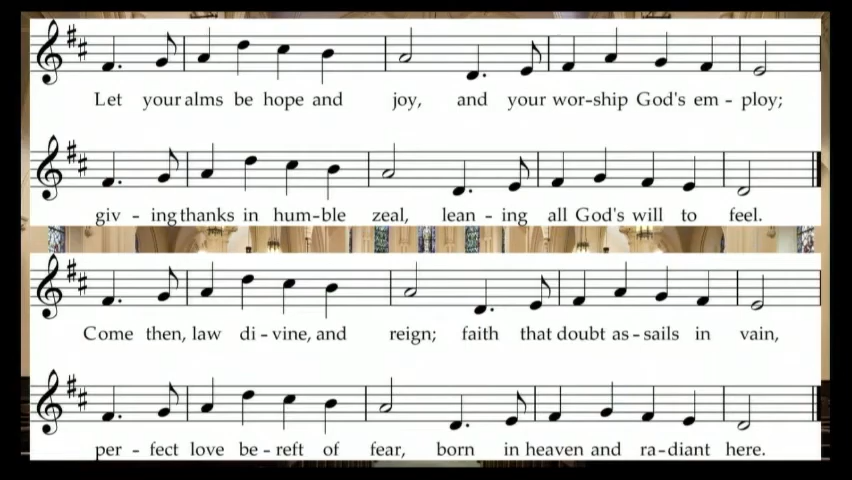 Let your alms be hope and joy, and your wor-ship God's em - ploy;
giv - ing thanks in hum-ble zeal, lean - ing all God's will to feel.
Come then, law di - vine, and reign; faith that doubt as - sails in vain,
per - fect love be - reft of fear, born in heaven and ra - diant here.